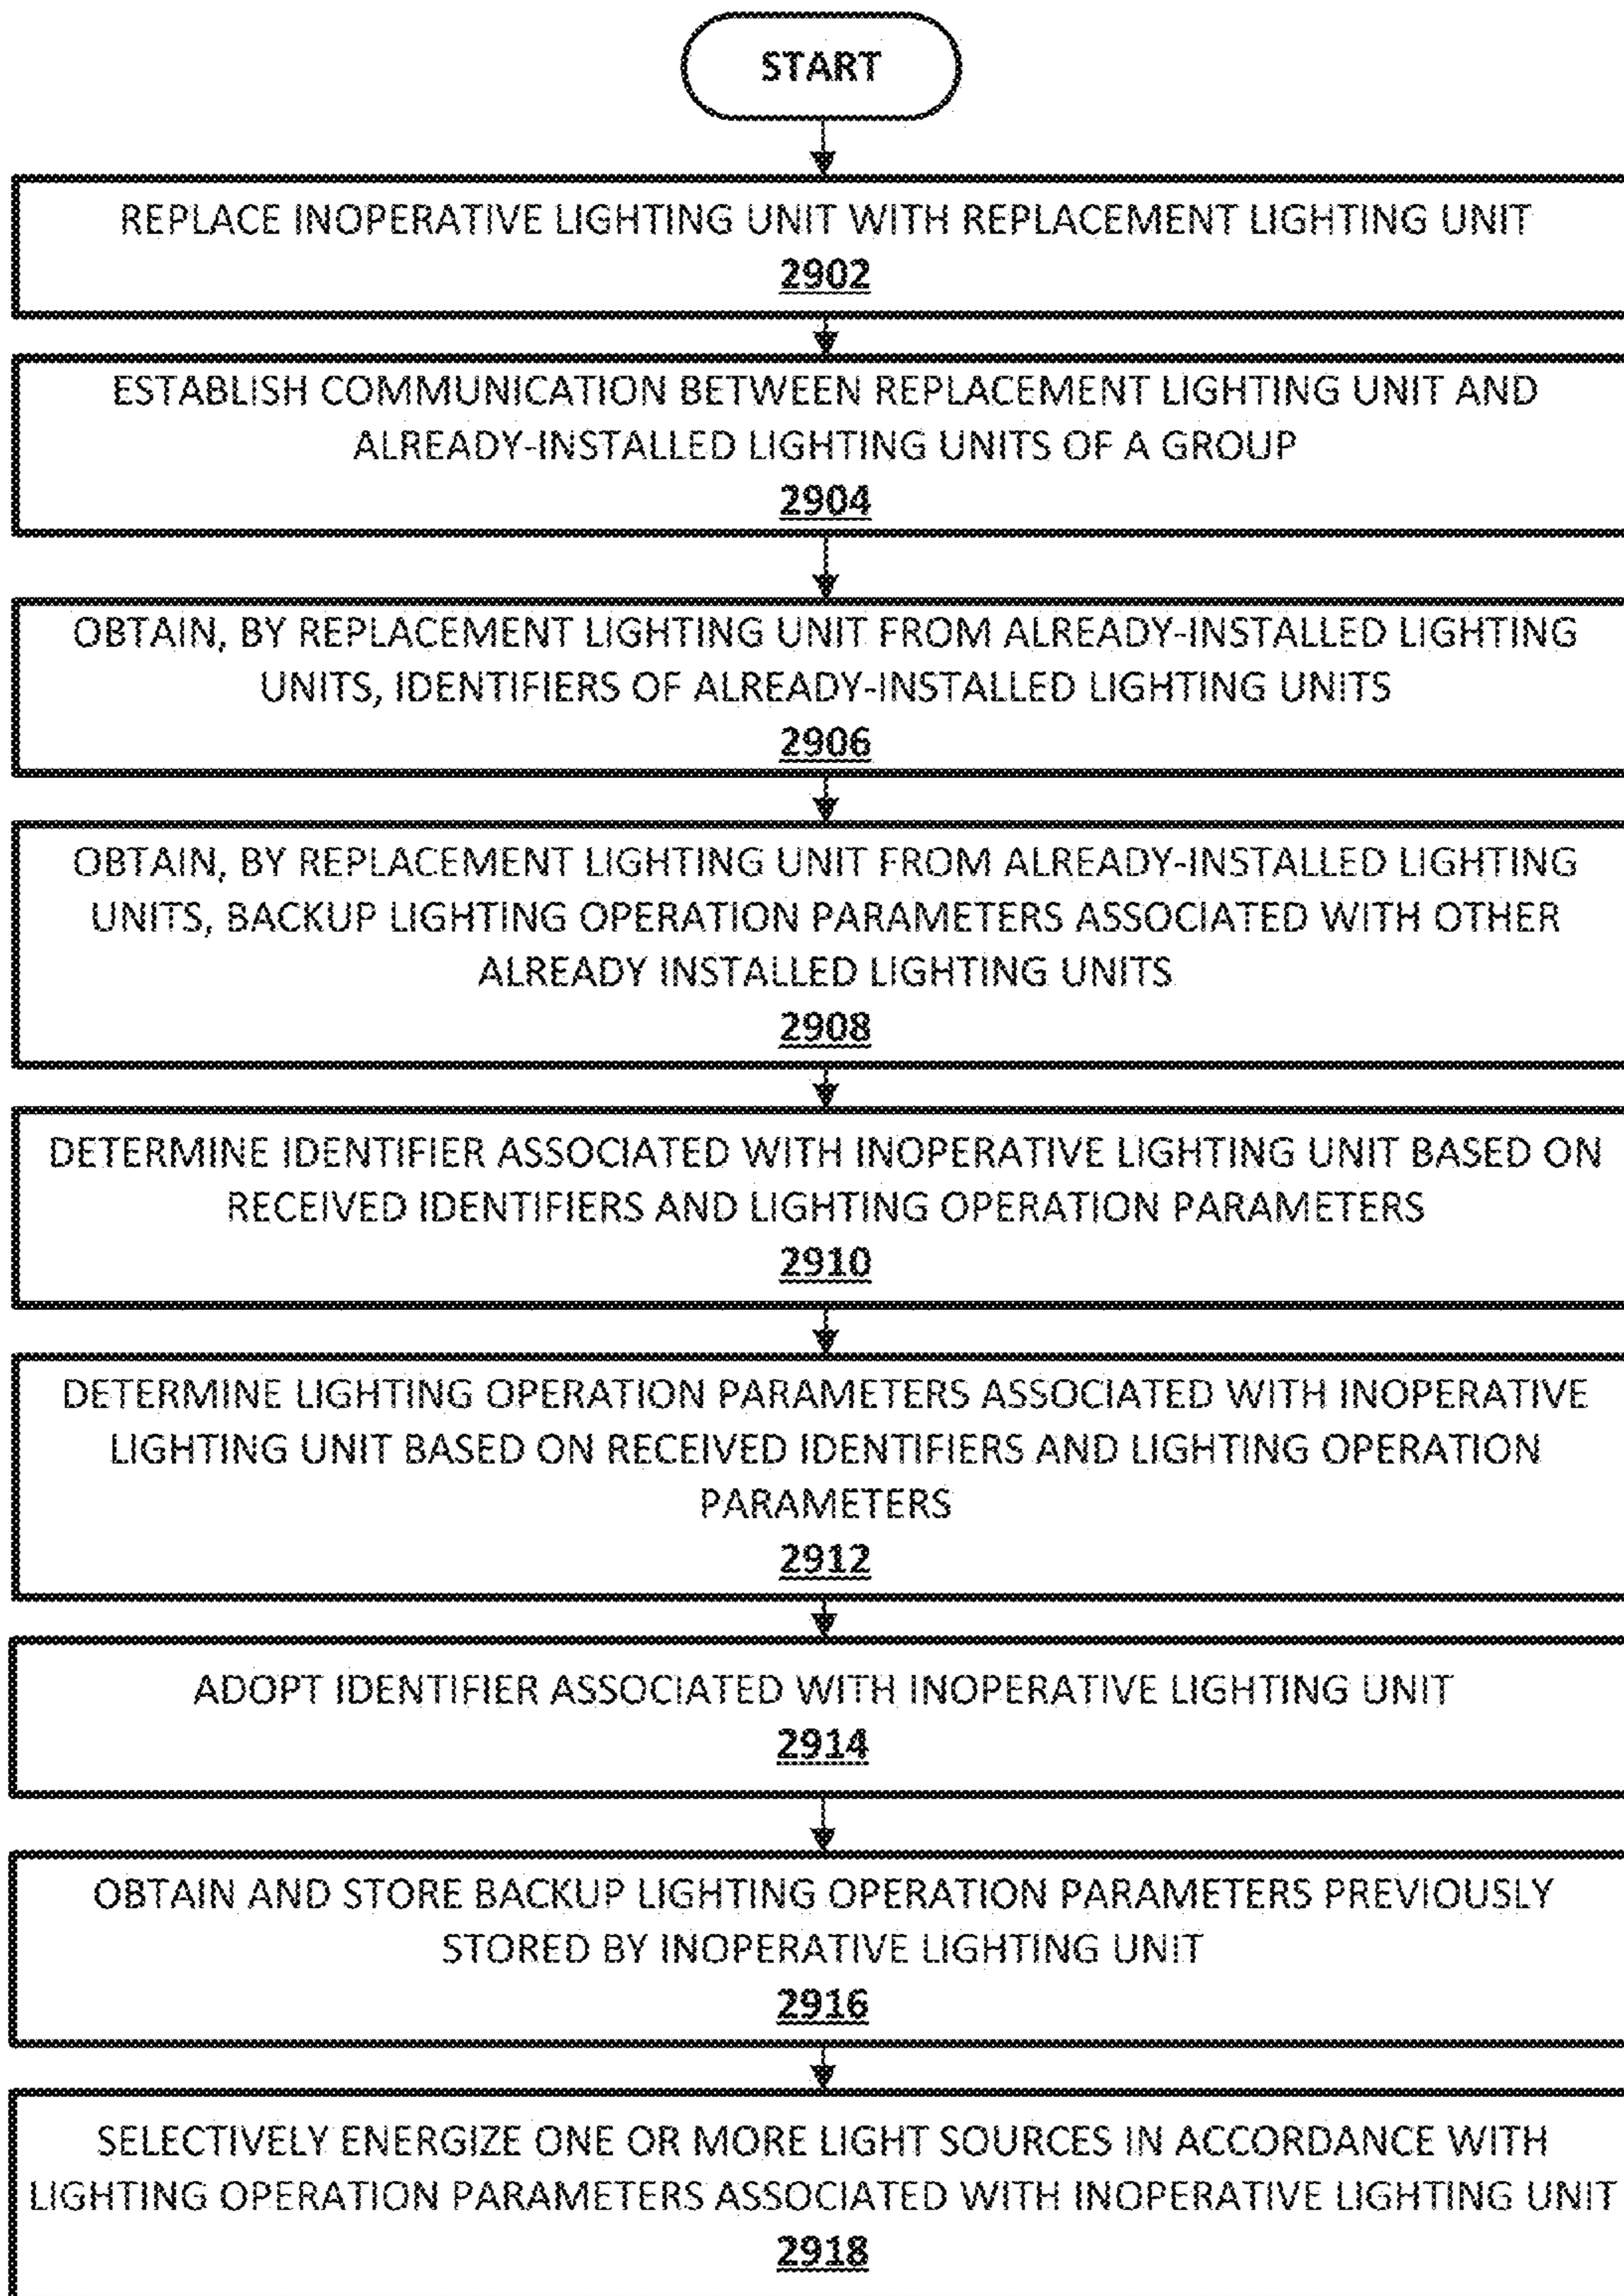 START
REPLACE INOPERATIVE LIGHTING UNIT WITH REPLACEMENT LIGHTING UNIT
2902
ESTABLISH COMMUNICATION BETWEEN REPLACEMENT LIGHTING UNIT AND
ALREADY-INSTALLED LIGHTING UNITS OF A GROUP
2904
OBTAIN, BY REPLACEMENT LIGHTING UNIT FROM ALREADY-INSTALLED LIGHTING
UNITS, IDENTIFIERS OF ALREADY-INSTALLED LIGHTING UNITS
2906
OBTAIN, BY REPLACEMENT LIGHTING UNIT FROM ALREADY-INSTALLED LIGHTING
UNITS, BACKUP LIGHTING OPERATION PARAMETERS ASSOCIATED WITH OTHER
ALREADY INSTALLED LIGHTING UNITS
2908
DETERMINE IDENTIFIER ASSOCIATED WITH INOPERATIVE LIGHTING UNIT BASED ON
RECEIVED IDENTIFIERS AND LIGHTING OPERATION PARAMETERS
2910
DETERMINE LIGHTING OPERATION PARAMETERS ASSOCIATED WITH INOPERATIVE
LIGHTING UNIT BASED ON RECEIVED IDENTIFIERS AND LIGHTING OPERATION
PARAMETERS
2912
ADOPT IDENTIFIER ASSOCIATED WITH INOPERATIVE LIGHTING UNIT
2914
OBTAIN AND STORE BACKUP LIGHTING OPERATION PARAMETERS PREVIOUSLY
STORED BY INOPERATIVE LIGHTING UNIT
2916
SELECTIVELY ENERGIZE ONE OR MORE LIGHT SOURCES IN ACCORDANCE WITH
LIGHTING OPERATION PARAMETERS ASSOCIATED WITH INOPERATIVE LIGHTING UNIT
2918